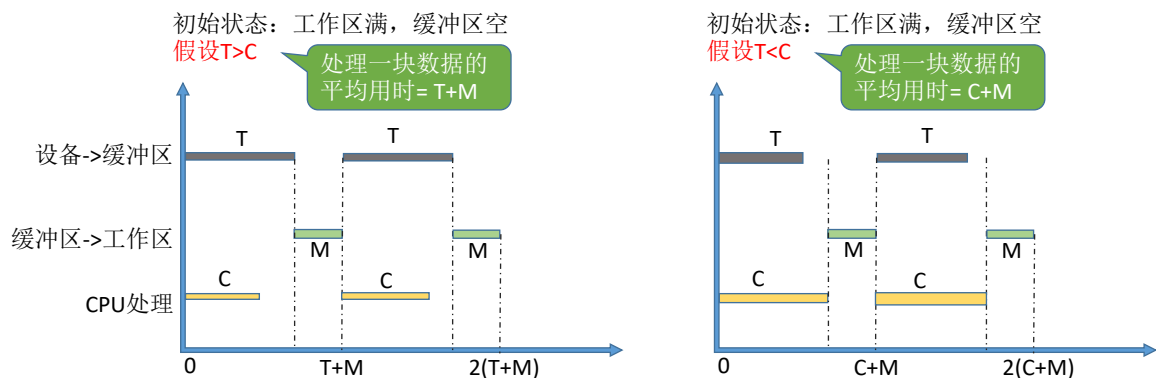 初始状态：工作区满，缓冲区空
假设T>C
处理一块数据的
平均用时= T+M
T
T
设备->缓冲区
缓冲区->工作区
M
M
C
C
CPU处理
0
T+M
2(T+M)
初始状态：工作区满，缓冲区空
假设T<C
处理一块数据的
平均用时= C+M
T
T
M
M
C
C
0
C+M
2(C+M)